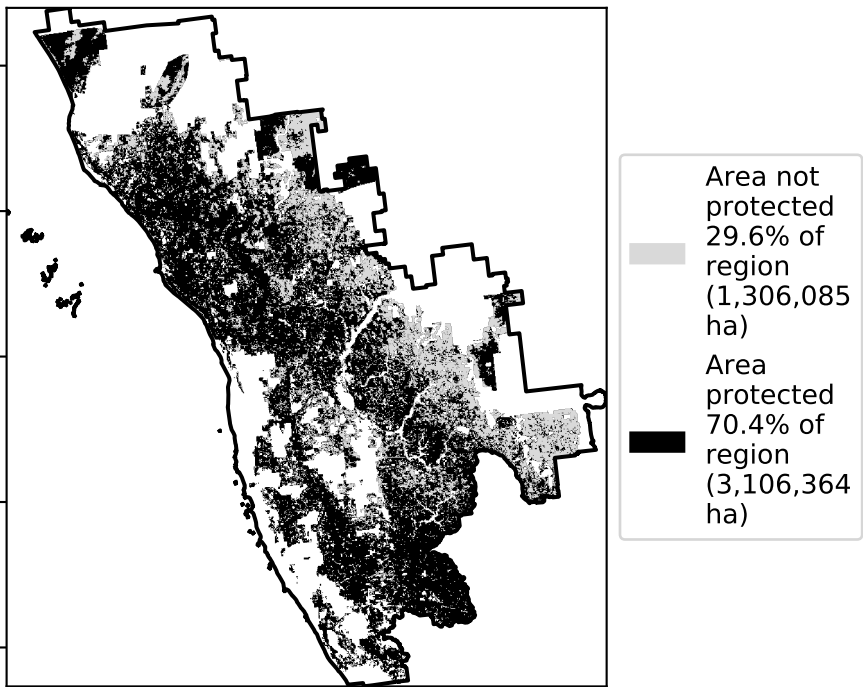 Area not
protected
29.6% of
region
(1,306,085
ha)
Area
protected
70.4% of
region
(3,106,364
ha)